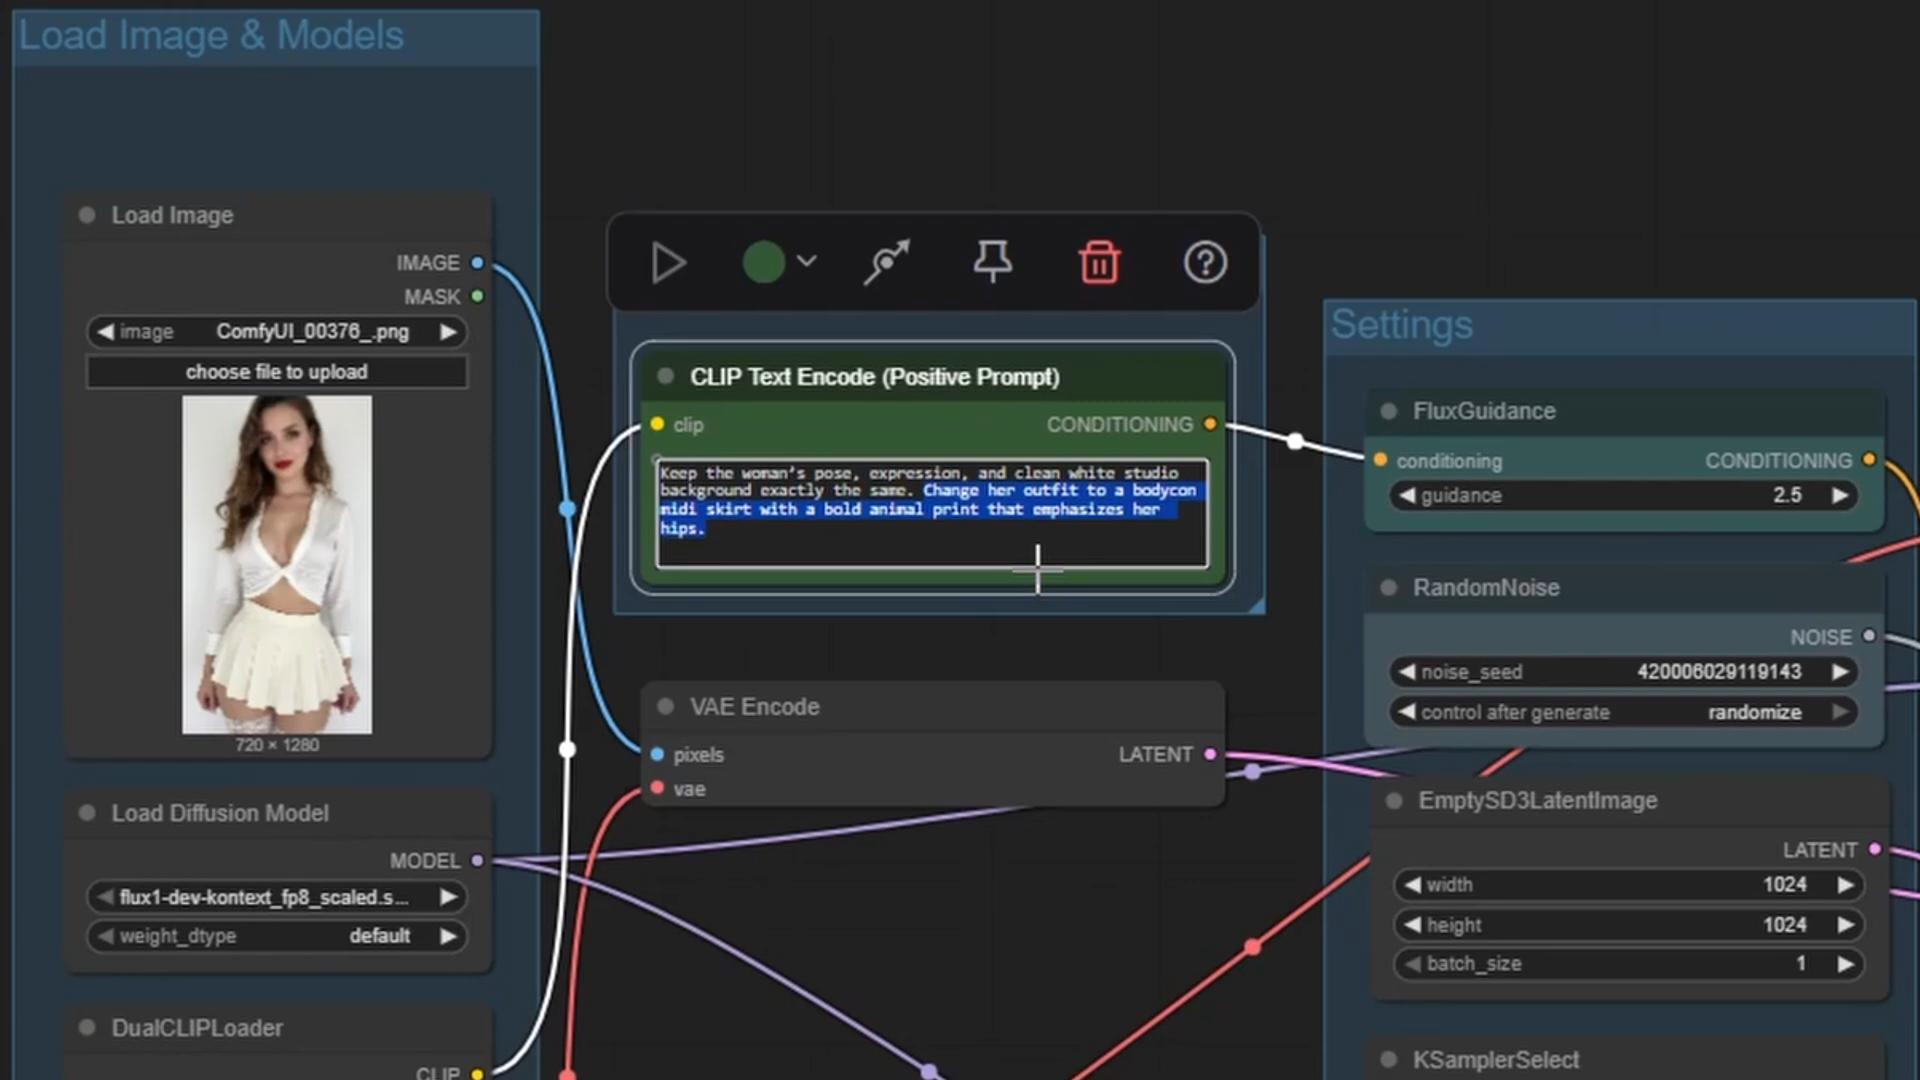 Load Image & Models
Load Image
IMAGE
MASK
image ComfyUI_00376_.png
choose file to upload
720 × 1280
Load Diffusion Model
MODEL
flux1-dev-kontext_fp8_scaled.s...
weight_dtype default
DualCLIPLoader
CLIP
CLIP Text Encode (Positive Prompt)
clip CONDITIONING
Keep the woman's pose, expression, and clean white studio
background exactly the same. Change her outfit to a bodycon
midi skirt with a bold animal print that emphasizes her
hips.
VAE Encode
pixels LATENT
vae
Settings
FluxGuidance
conditioning CONDITIONING
guidance 2.5
RandomNoise
NOISE
noise_seed 420006029119143
control after generate randomize
EmptySD3LatentImage
LATENT
width 1024
height 1024
batch_size 1
KSamplerSelect